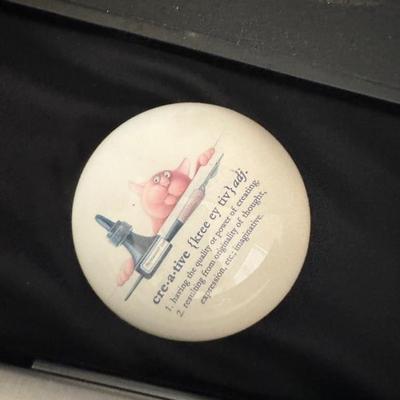 cre•a•tive {kree ey tiv} adj.
1. having the quality or power of creating.
2. resulting from originality of thought,
expression, etc.; imaginative.